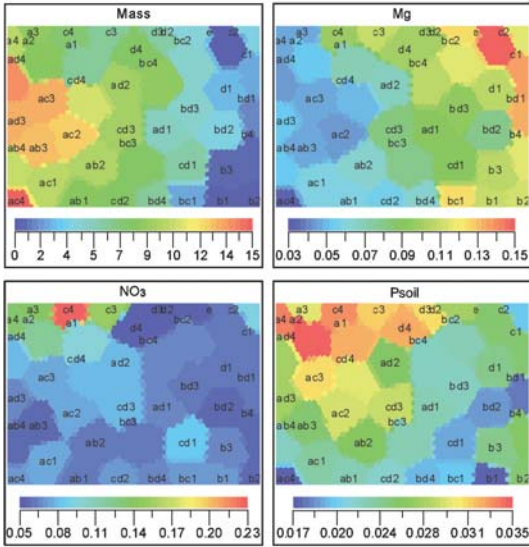 Mass
a3 c4 c3 d3 d2 e c2
a4 a2 a1 d4 bc2 c1
cd4 bc4
ac3 ad2 d1
bd3 bd1
ad3 ac2 cd3 ad1 bd2 b4
ab4 ab3 bc3
ab2 cd1 b3
ac1
ac4 ab1 cd2 bd4 bc1 b1 b2
0 2 4 6 7 9 11 13 15
Mg
a3 c4 c3 d3 d2 e c2
a4 a2 a1 d4 bc2 c1
cd4 bc4
ac3 ad2 d1
bd3 bd1
ad3 ac2 cd3 ad1 bd2 b4
ab4 ab3 bc3
ab2 cd1 b3
ac1
ac4 ab1 cd2 bd4 bc1 b1 b2
0.03 0.05 0.07 0.09 0.11 0.13 0.15
NO₃
a3 c4 c3 d3 d2 e c2
a4 a2 a1 d4 bc2 c1
cd4
ac3 ad2 d1
bd3 bd1
ad3 ac2 cd3 ad1 bd2 b4
ab4 ab3 bc3
ab2 cd1 b3
ac1
ac4 ab1 cd2 bd4 bc1 b1 b2
0.05 0.08 0.11 0.14 0.17 0.20 0.23
Psoil
a3 c4 c3 d3 d2 e c2
a4 a2 a1 d4 bc2 c1
cd4
ac3 ad2 d1
bd3 bd1
ac2 cd3 ad1 bd2 b4
ab4 ab3 bc3
ab2 cd1 b3
ac1
ac4 ab1 cd2 bd4 bc1 b1 b2
0.017 0.020 0.024 0.028 0.031 0.035